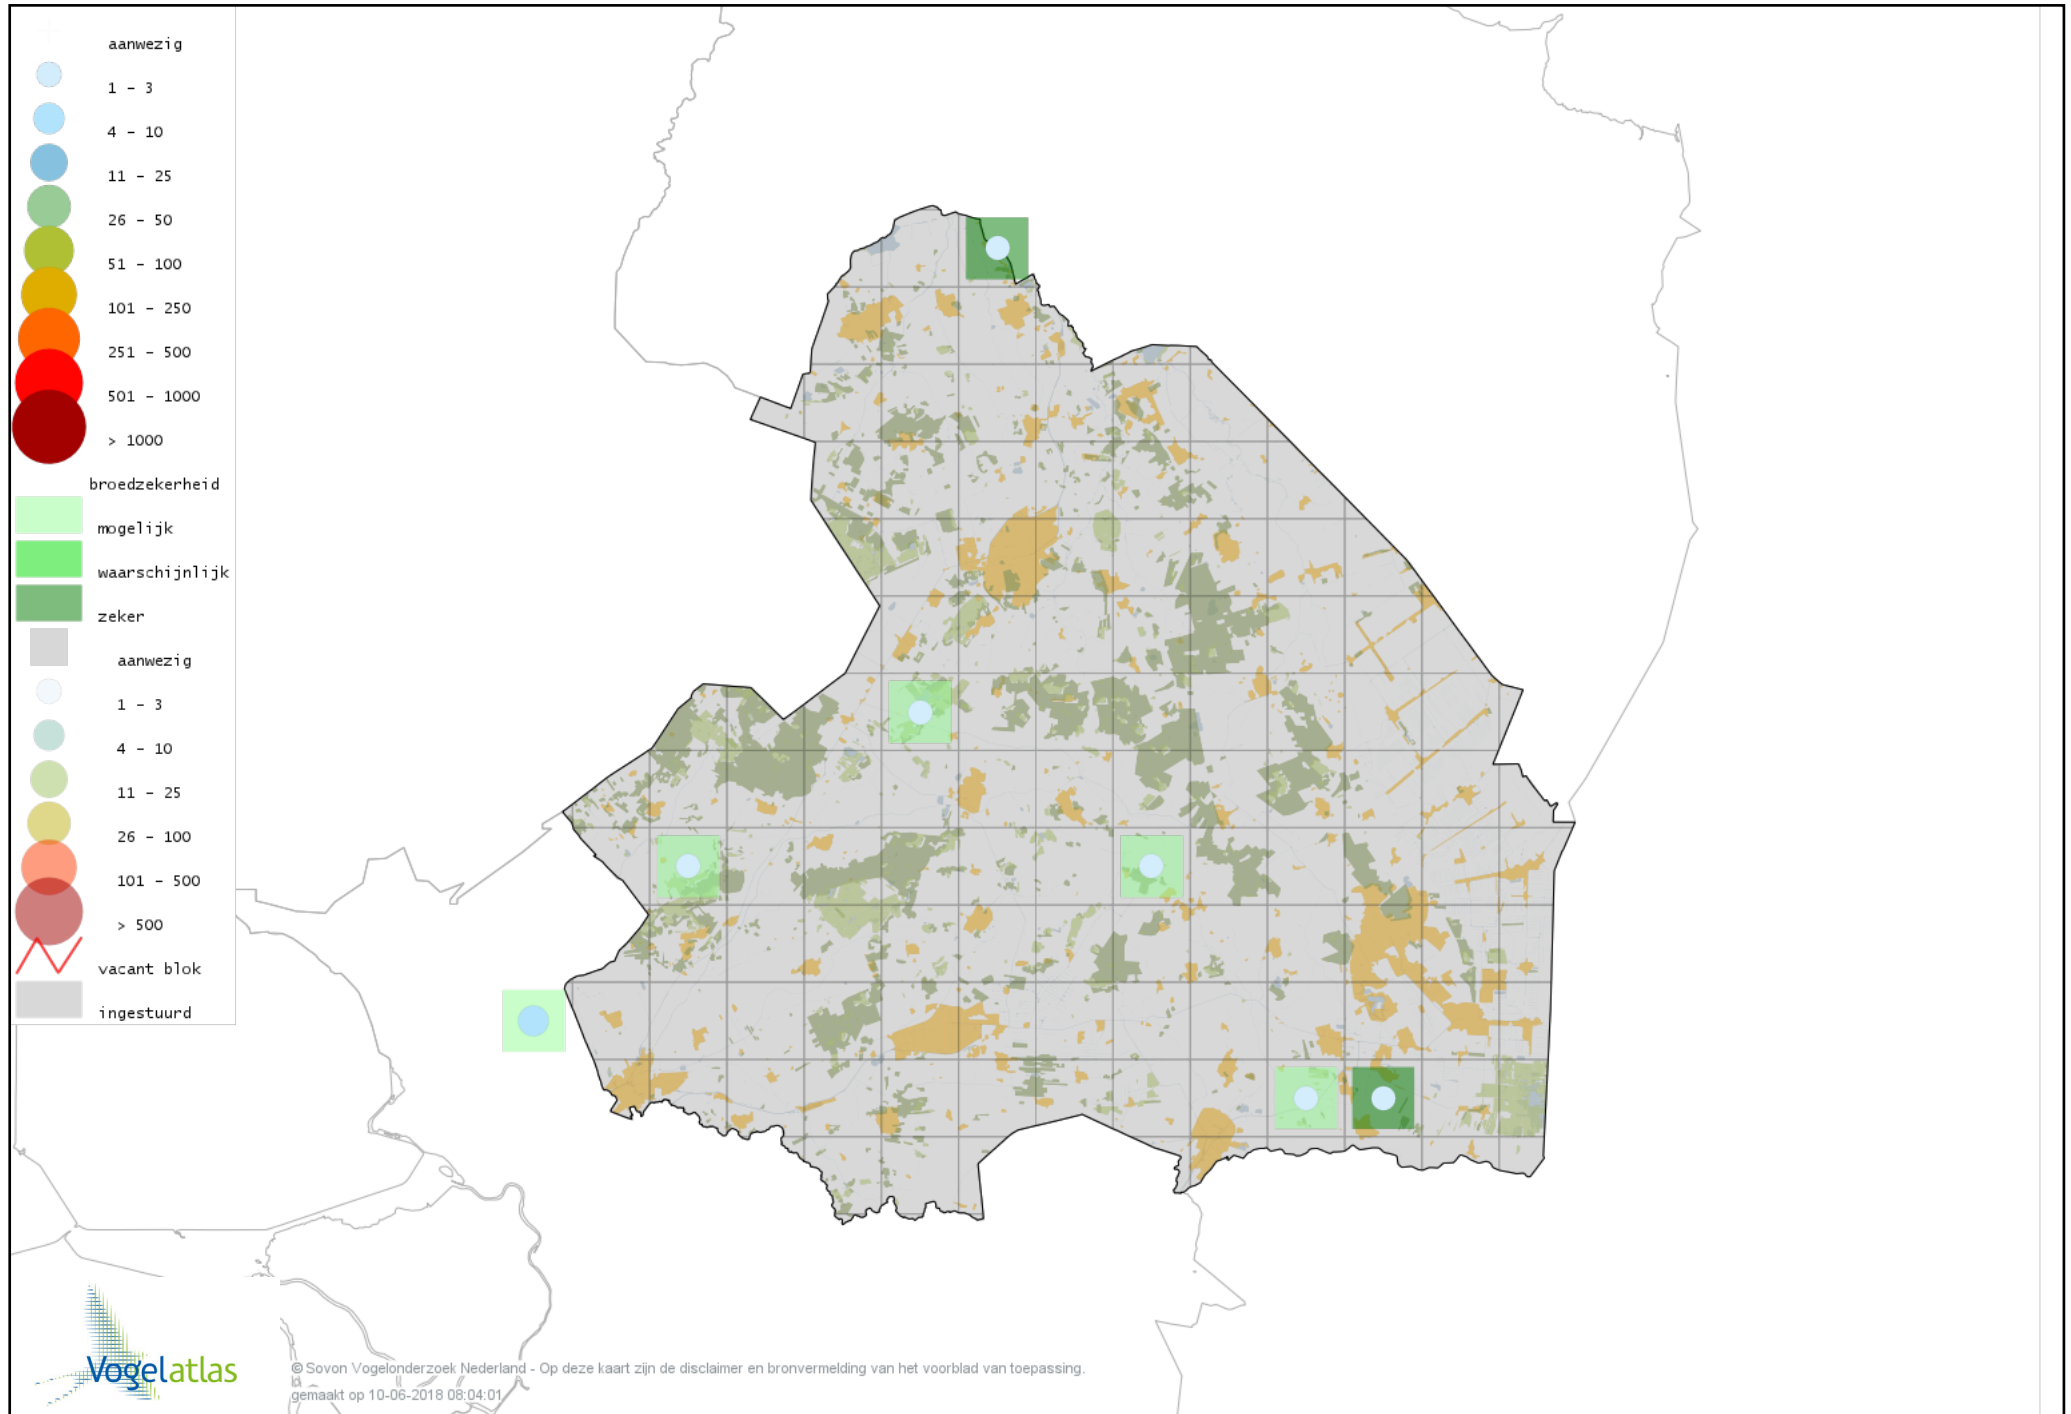 aanwezig
1 - 3
4 - 10
11 - 25
26 - 50
51 - 100
101 - 250
251 - 500
501 - 1000
> 1000
broedzekerheid
mogelijk
waarschijnlijk
zeker
aanwezig
1 - 3
4 - 10
11 - 25
26 - 100
101 - 500
> 500
vacant blok
ingestuurd
Vogelatlas
© Sovon Vogelonderzoek Nederland - Op deze kaart zijn de disclaimer en bronvermelding van het voorblad van toepassing.
gemaakt op 10-06-2018 08:04:01